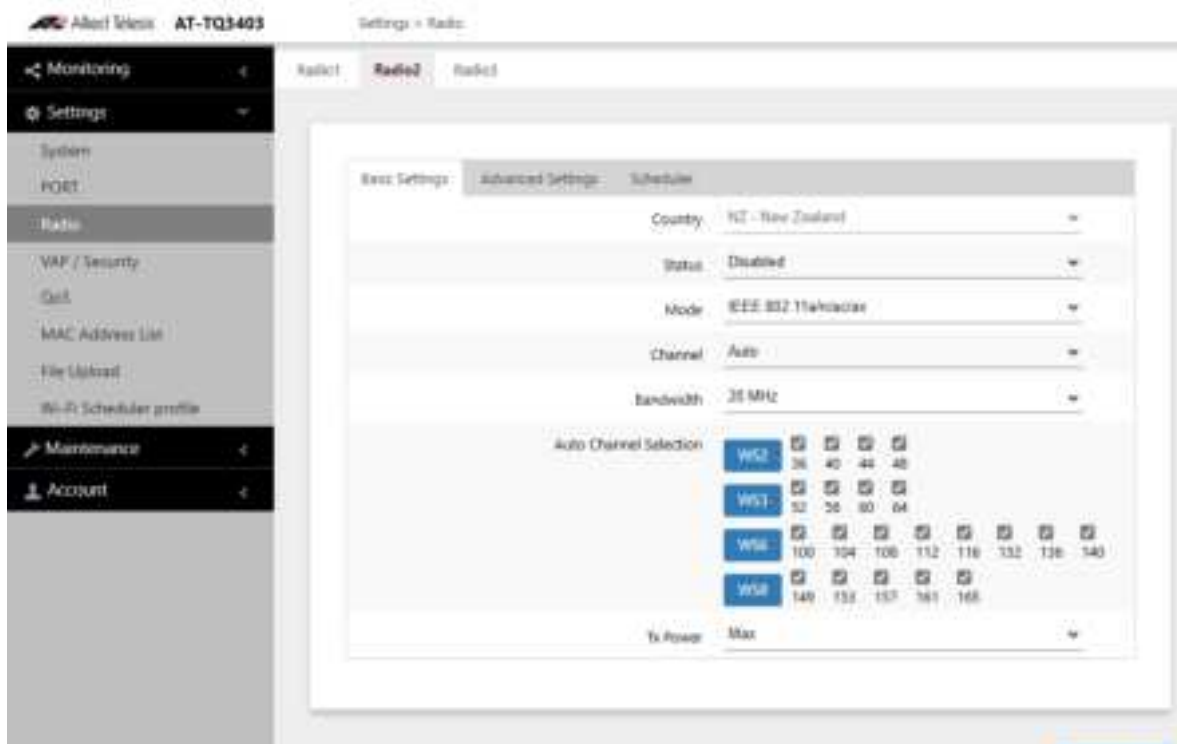 Allied Telesis AT-TQ3403
Settings > Radio
Monitoring
Settings
System
PORT
Radio
VAP / Security
QoS
MAC Address List
File Upload
Wi-Fi Scheduler profile
Maintenance
Account
Radio1 Radio2 Radio3
Basic Settings Advanced Settings Scheduler
Country NZ - New Zealand
Status Disabled
Mode IEEE 802.11a/n/ac/ax
Channel Auto
Bandwidth 20 MHz
Auto Channel Selection
W52 36 40 44 48
W53 52 56 60 64
W56 100 104 108 112 116 132 136 140
W58 149 153 157 161 165
Tx Power Max